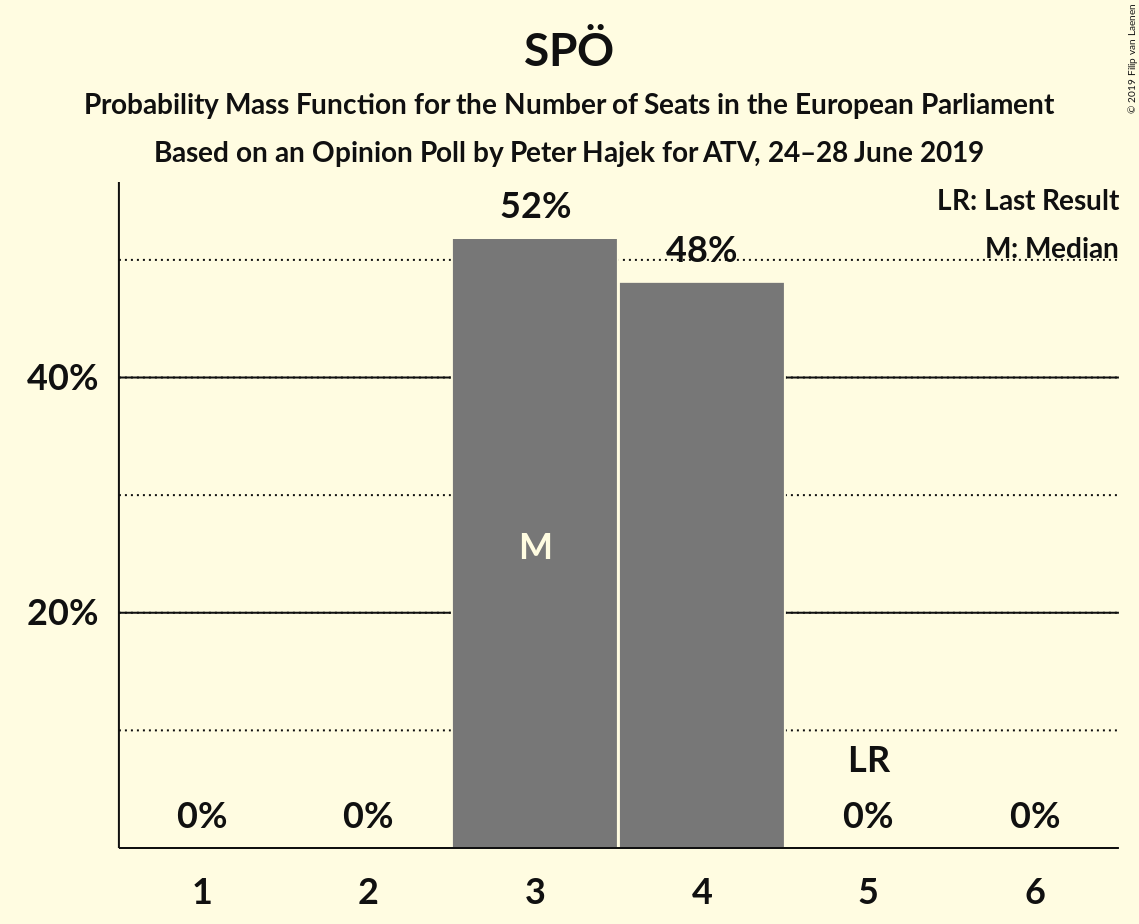 SPÖ
Probability Mass Function for the Number of Seats in the European Parliament
Based on an Opinion Poll by Peter Hajek for ATV, 24–28 June 2019
© 2019 Filip van Laenen
LR: Last Result
M: Median
52%
48%
40%
20%
M
LR
0%
0%
0%
0%
1
2
3
4
5
6